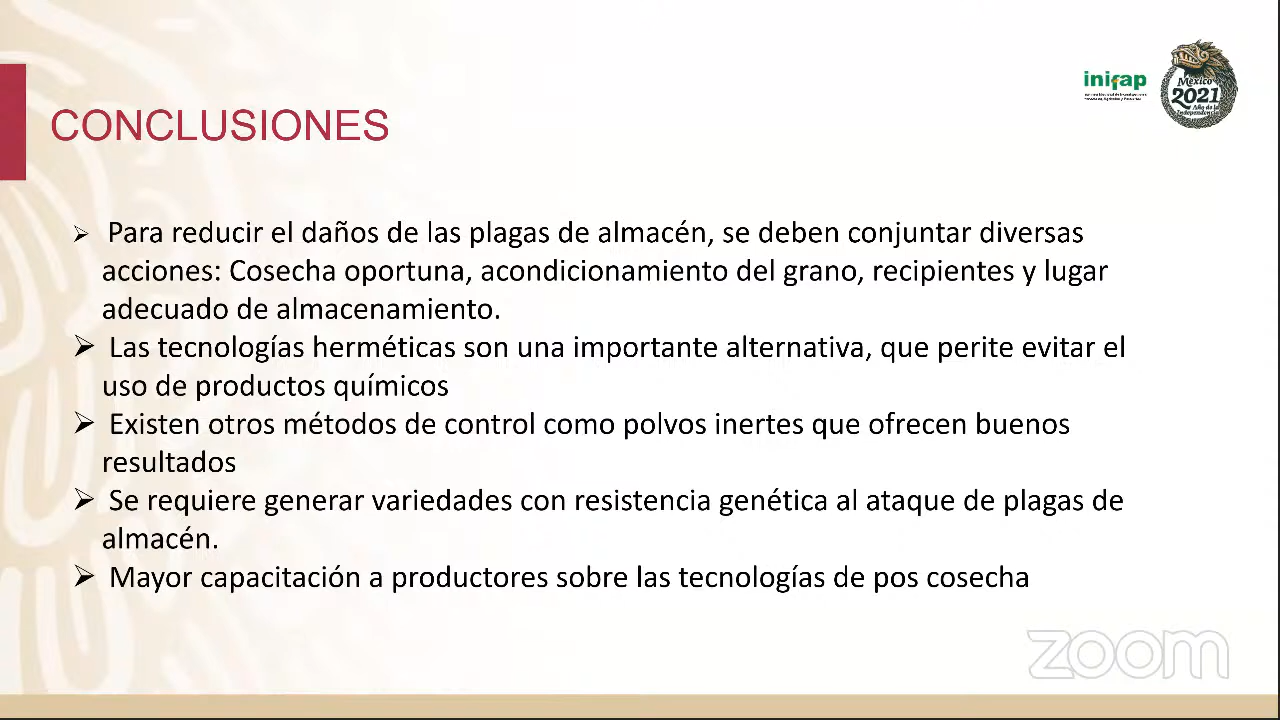 inifap
México
2021
Año de la
Independencia
CONCLUSIONES
➢ Para reducir el daños de las plagas de almacén, se deben conjuntar diversas
acciones: Cosecha oportuna, acondicionamiento del grano, recipientes y lugar
adecuado de almacenamiento.
➢ Las tecnologías herméticas son una importante alternativa, que perite evitar el
uso de productos químicos
➢ Existen otros métodos de control como polvos inertes que ofrecen buenos
resultados
➢ Se requiere generar variedades con resistencia genética al ataque de plagas de
almacén.
➢ Mayor capacitación a productores sobre las tecnologías de pos cosecha
zoom